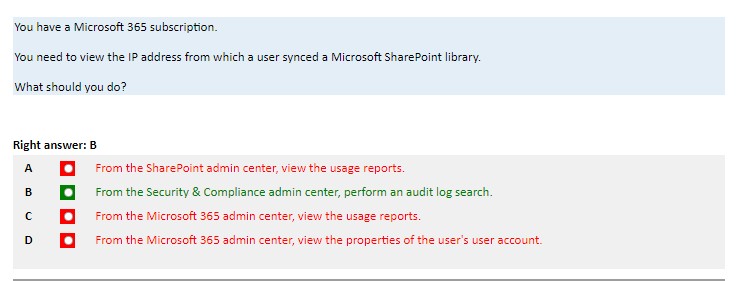 You have a Microsoft 365 subscription.
You need to view the IP address from which a user synced a Microsoft SharePoint library.
What should you do?
Right answer: B
A From the SharePoint admin center, view the usage reports.
B From the Security & Compliance admin center, perform an audit log search.
C From the Microsoft 365 admin center, view the usage reports.
D From the Microsoft 365 admin center, view the properties of the user's user account.